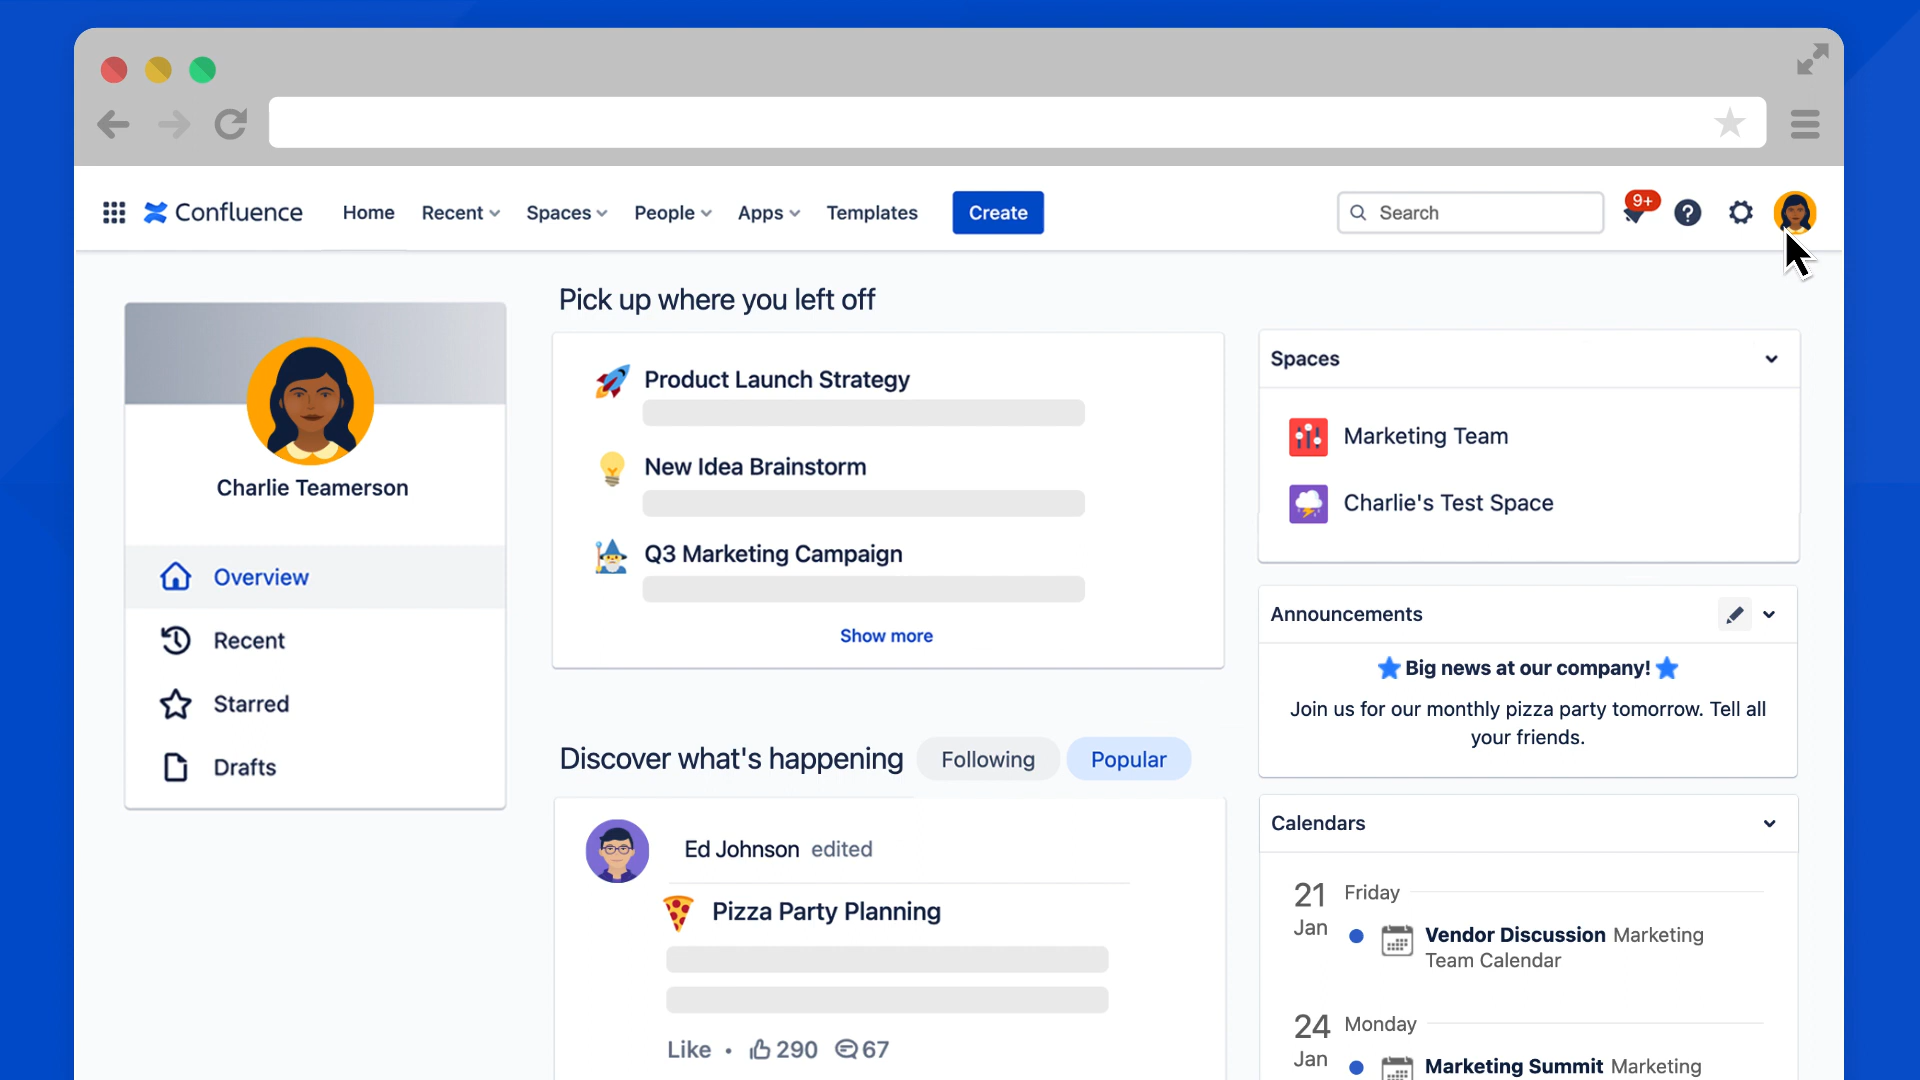 Confluence Home Recent Spaces People Apps Templates Create Search 9+ ?
Charlie Teamerson
Overview
Recent
Starred
Drafts
Pick up where you left off
Product Launch Strategy
New Idea Brainstorm
Q3 Marketing Campaign
Show more
Discover what's happening Following Popular
Ed Johnson edited
Pizza Party Planning
Like • 290 67
Spaces
Marketing Team
Charlie's Test Space
Announcements
Big news at our company!
Join us for our monthly pizza party tomorrow. Tell all
your friends.
Calendars
21 Friday
Jan
Vendor Discussion Marketing
Team Calendar
24 Monday
Jan
Marketing Summit Marketing